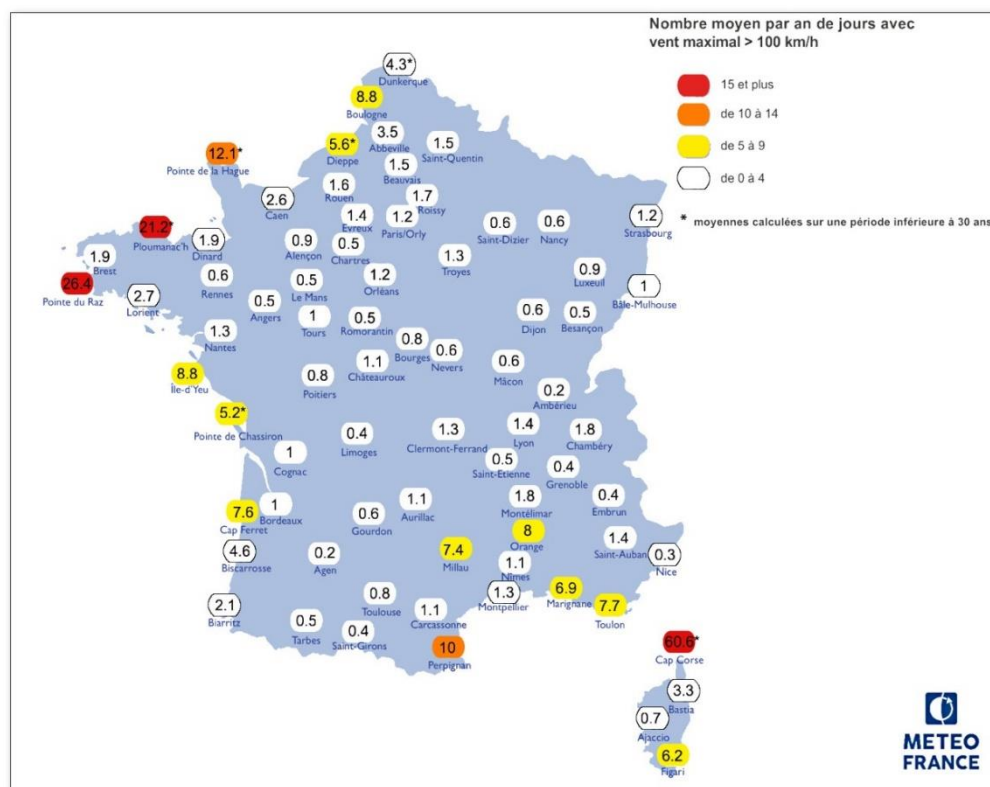 Nombre moyen par an de jours avec
vent maximal > 100 km/h
15 et plus
de 10 à 14
de 5 à 9
de 0 à 4
* moyennes calculées sur une période inférieure à 30 ans
4.3*
Dunkerque
8.8
Boulogne
5.6*
Dieppe
3.5
Abbeville
1.5
Saint-Quentin
1.5
Beauvais
12.1*
Pointe de la Hague
1.6
Rouen
1.7
Roissy
2.6
Caen
1.4
Evreux
1.2
Paris/Orly
0.6
Saint-Dizier
0.6
Nancy
1.2
Strasbourg
21.2*
Ploumanac'h
1.9
Dinard
0.9
Alençon
0.5
Chartres
1.3
Troyes
1.9
Brest
26.4
Pointe du Raz
0.6
Rennes
0.5
Le Mans
1.2
Orléans
0.9
Luxeuil
1
Bâle-Mulhouse
2.7
Lorient
0.5
Angers
1
Tours
0.5
Romorantin
0.6
Dijon
0.5
Besançon
1.3
Nantes
0.8
Bourges
0.6
Nevers
8.8
Île-d'Yeu
0.8
Poitiers
1.1
Châteauroux
0.6
Mâcon
0.2
Ambérieu
5.2*
Pointe de Chassiron
0.4
Limoges
1.3
Clermont-Ferrand
1.4
Lyon
1.8
Chambéry
1
Cognac
0.5
Saint-Etienne
0.4
Grenoble
7.6
Cap Ferret
1
Bordeaux
0.6
Gourdon
1.1
Aurillac
1.8
Montélimar
0.4
Embrun
4.6
Biscarrosse
0.2
Agen
7.4
Millau
8
Orange
1.4
Saint-Auban
0.3
Nice
1.1
Nîmes
2.1
Biarritz
0.8
Toulouse
1.3
Montpellier
6.9
Marignane
7.7
Toulon
0.5
Tarbes
0.4
Saint-Girons
1.1
Carcassonne
10
Perpignan
60.6*
Cap Corse
3.3
Bastia
0.7
Ajaccio
6.2
Figari
METEO
FRANCE